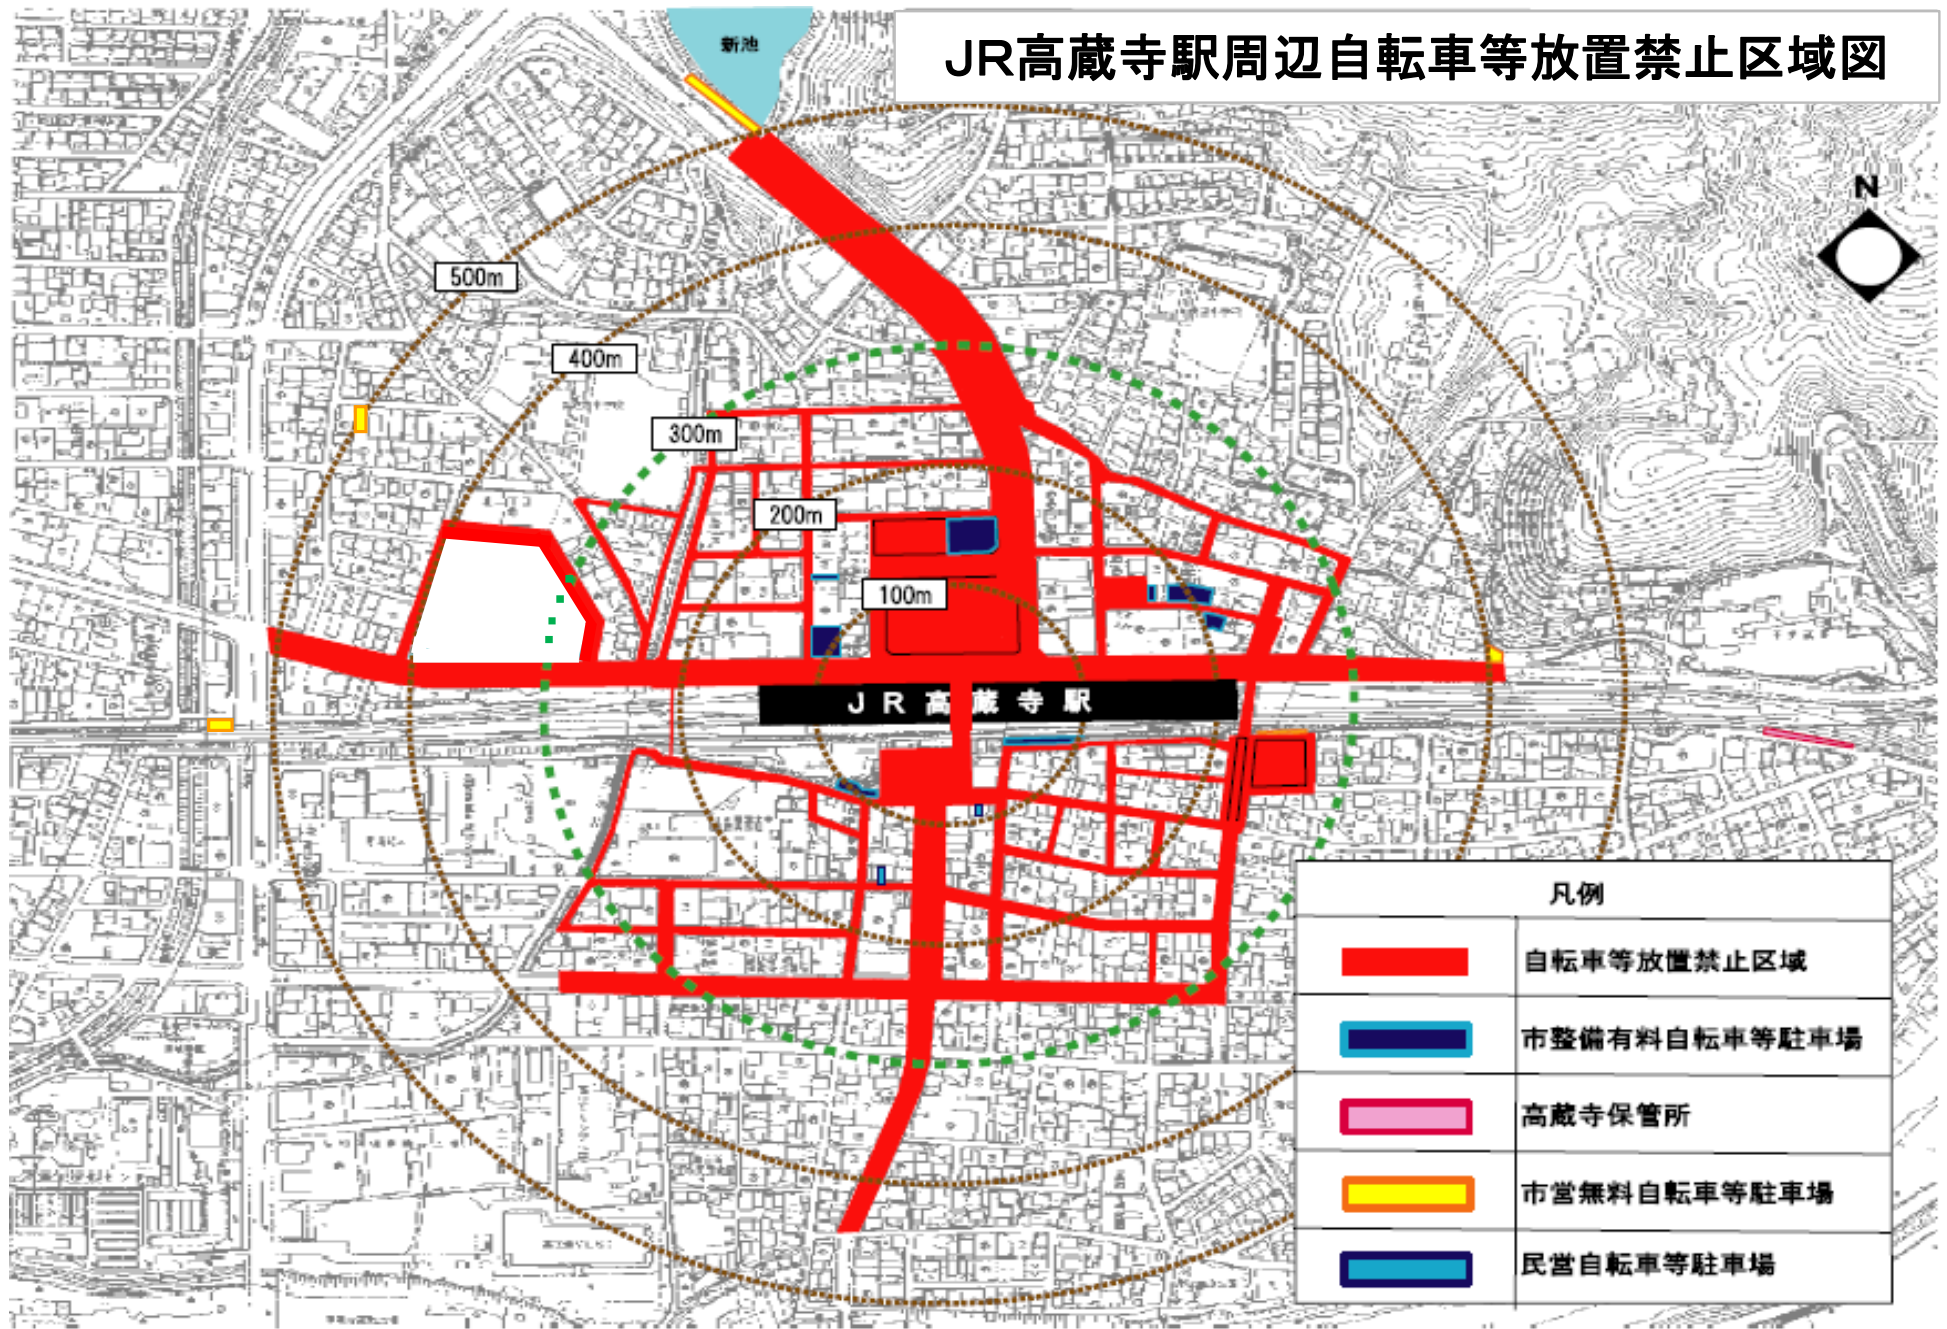 新池
JR高蔵寺駅周辺自転車等放置禁止区域図
N
500m
400m
300m
200m
100m
JR高蔵寺駅
凡例
自転車等放置禁止区域
市整備有料自転車等駐車場
高蔵寺保管所
市営無料自転車等駐車場
民営自転車等駐車場